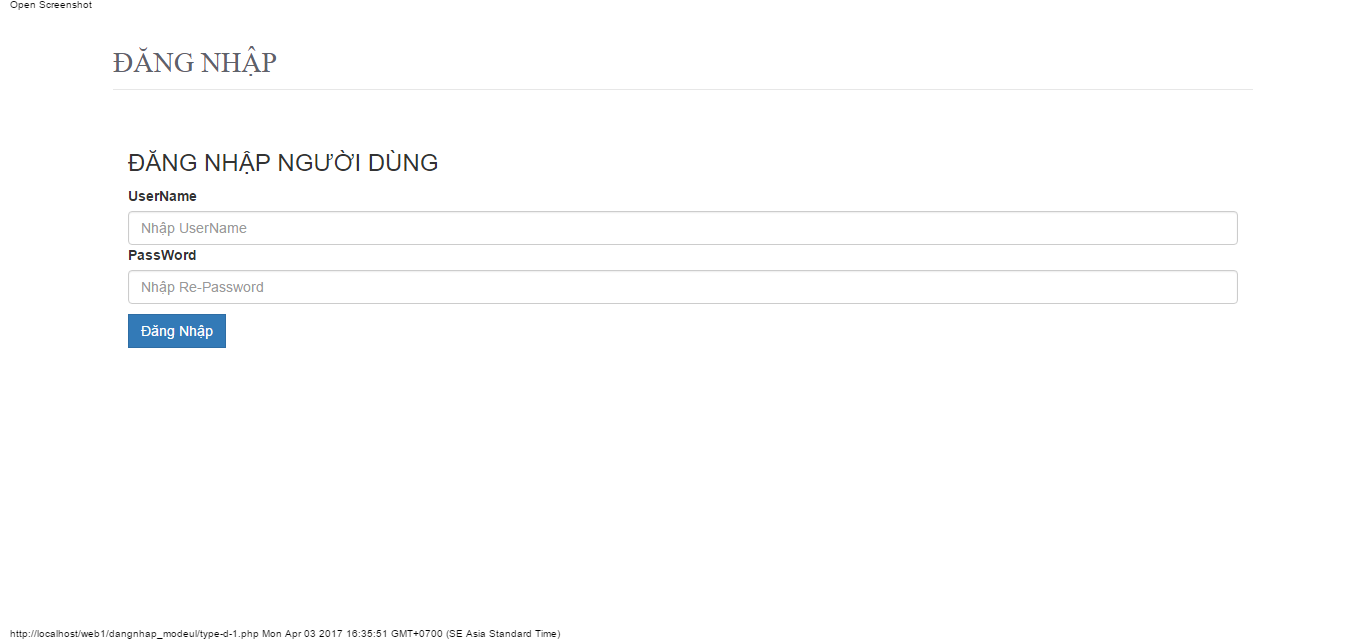 Open Screenshot
ĐĂNG NHẬP
ĐĂNG NHẬP NGƯỜI DÙNG
UserName
Nhập UserName
PassWord
Nhập Re-Password
Đăng Nhập
http://localhost/web1/dangnhap_modeul/type-d-1.php Mon Apr 03 2017 16:35:51 GMT+0700 (SE Asia Standard Time)